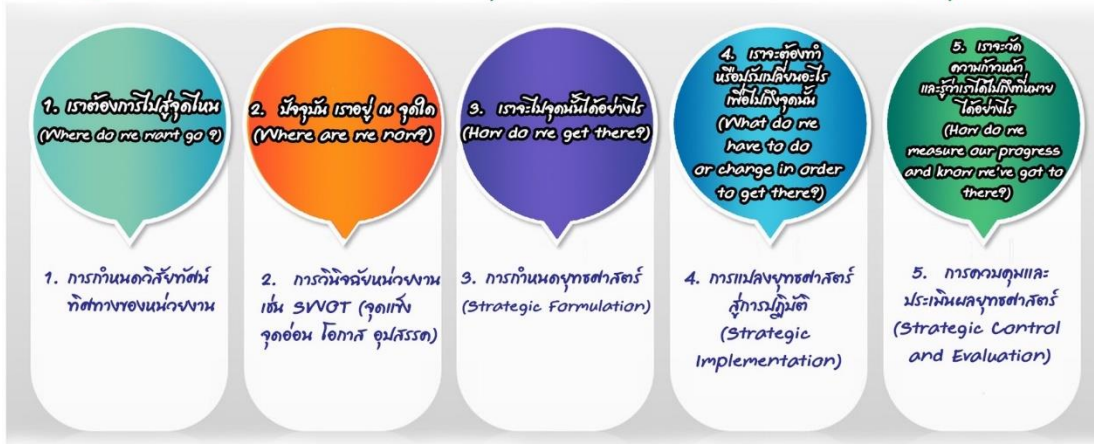 1. เราต้องการไปสู่จุดไหน
(Where do we want go ?)
2. ปัจจุบัน เราอยู่ ณ จุดใด
(Where are we now?)
3. เราจะไปจุดนั้นได้อย่างไร
(How do we get there?)
4. เราจะต้องทำ
หรือปรับเปลี่ยนอะไร
เพื่อไปถึงจุดนั้น
(What do we
have to do
or change in order
to get there?)
5. เราจะวัด
ความก้าวหน้า
และรู้ว่าเราได้ไปถึงที่หมาย
ได้อย่างไร
(How do we
measure our progress
and know we've got to
there?)
1. การกำหนดวิสัยทัศน์
ทิศทางของหน่วยงาน
2. การวินิจฉัยหน่วยงาน
เช่น SWOT (จุดแข็ง
จุดอ่อน โอกาส อุปสรรค)
3. การกำหนดยุทธศาสตร์
(Strategic Formulation)
4. การแปลงยุทธศาสตร์
สู่การปฏิบัติ
(Strategic
Implementation)
5. การควบคุมและ
ประเมินผลยุทธศาสตร์
(Strategic Control
and Evaluation)